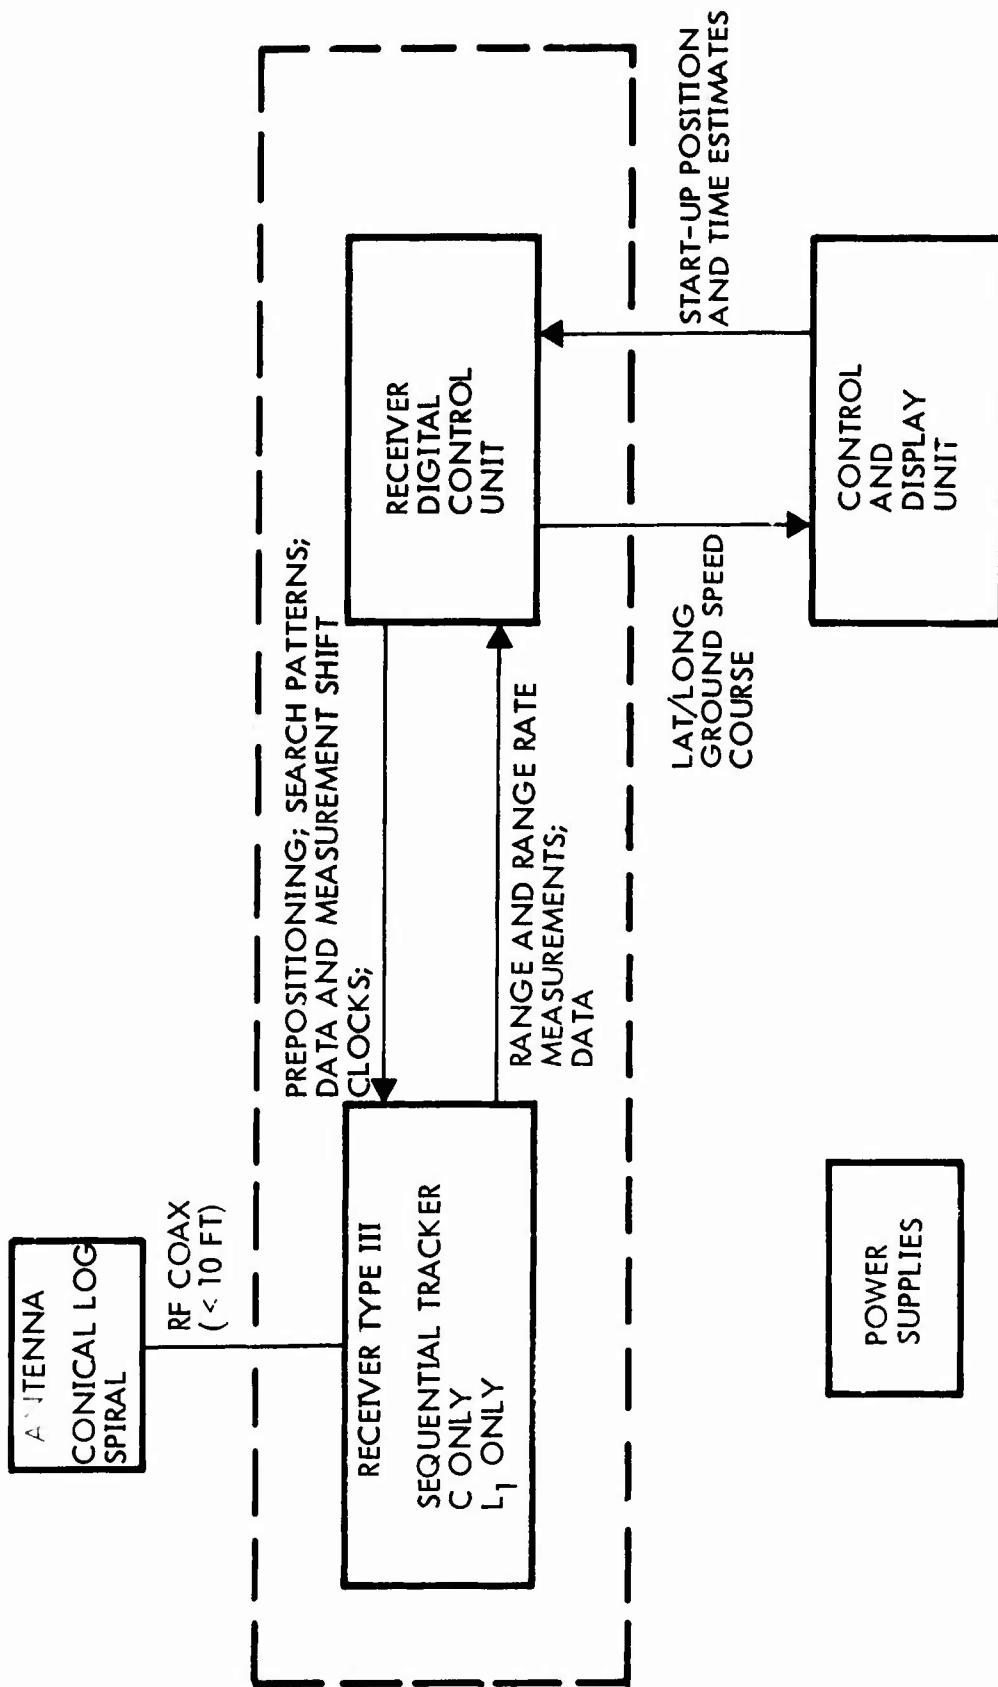 ANTENNA
CONICAL LOG
SPIRAL
RF COAX
( < 10 FT)
PREPOSITIONING; SEARCH PATTERNS;
DATA AND MEASUREMENT SHIFT
CLOCKS;
RECEIVER TYPE III
SEQUENTIAL TRACKER
C ONLY
L1 ONLY
RANGE AND RANGE RATE
MEASUREMENTS;
DATA
RECEIVER
DIGITAL
CONTROL
UNIT
LAT/LONG
GROUND SPEED
COURSE
START-UP POSITION
AND TIME ESTIMATES
POWER
SUPPLIES
CONTROL
AND
DISPLAY
UNIT